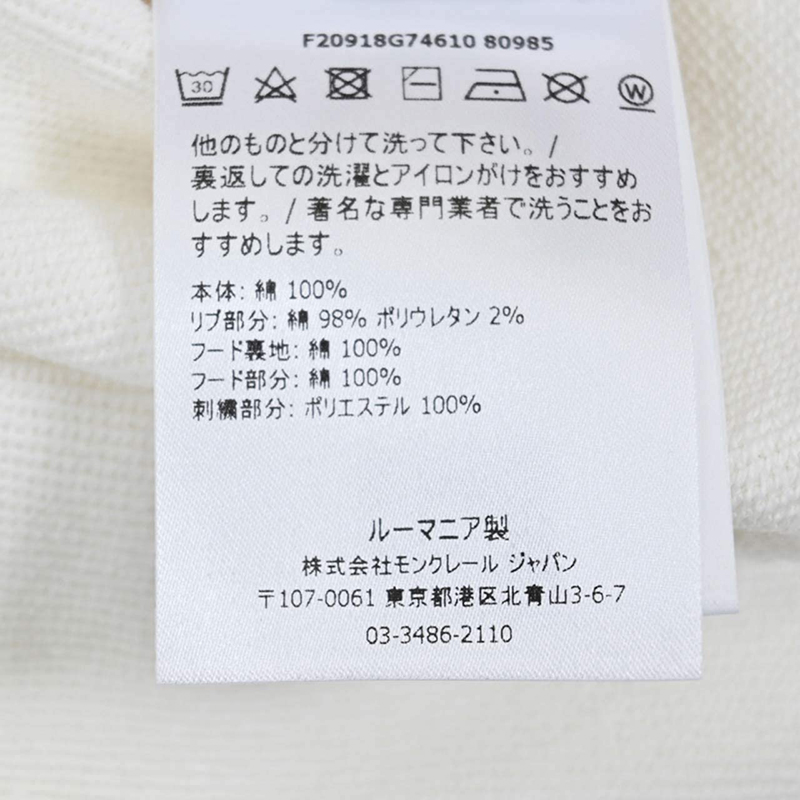 F20918G74610 80985
30
W
他のものと分けて洗って下さい。/
裏返しての洗濯とアイロンがけをおすすめ
します。/ 著名な専門業者で洗うことをお
すすめします。
本体: 綿 100%
リブ部分: 綿 98% ポリウレタン 2%
フード裏地: 綿 100%
フード部分: 綿 100%
刺繍部分: ポリエステル 100%
ルーマニア製
株式会社モンクレール ジャパン
〒107-0061 東京都港区北青山3-6-7
03-3486-2110